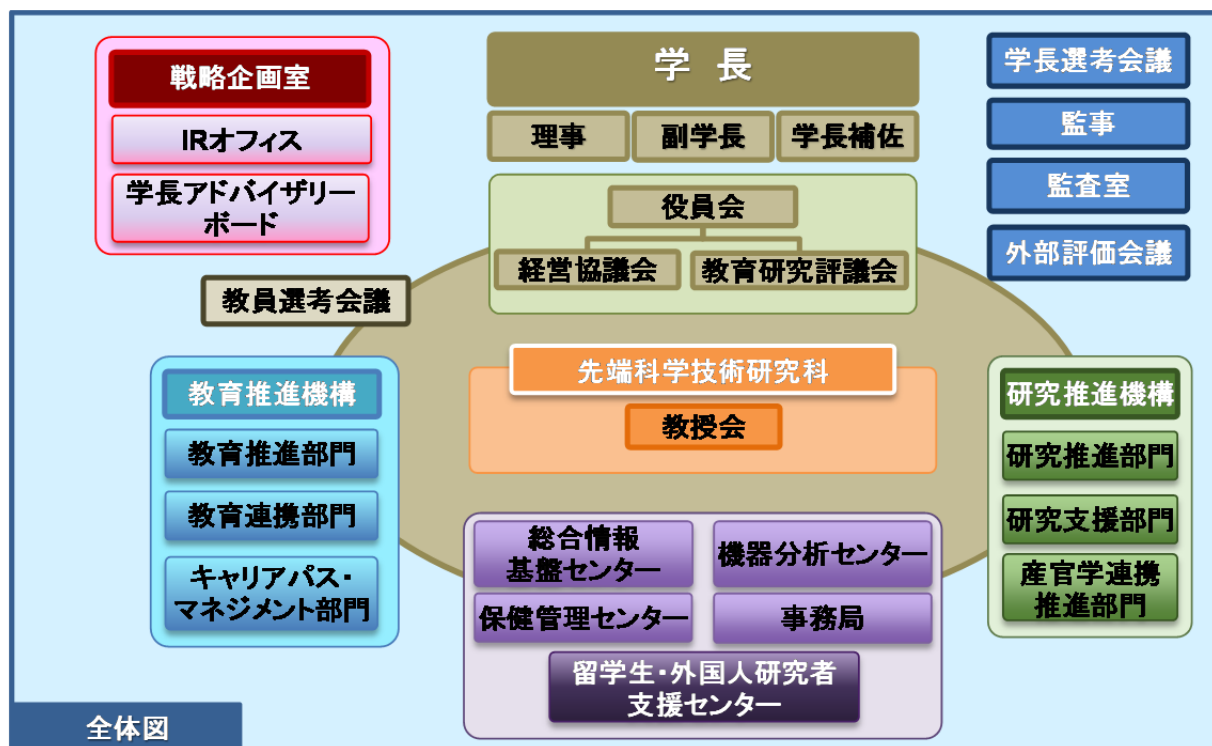 戦略企画室
IRオフィス
学長アドバイザリー
ボード
学 長
理事
副学長
学長補佐
役員会
経営協議会
教育研究評議会
学長選考会議
監事
監査室
外部評価会議
教員選考会議
教育推進機構
教育推進部門
教育連携部門
キャリアパス・
マネジメント部門
先端科学技術研究科
教授会
研究推進機構
研究推進部門
研究支援部門
産官学連携
推進部門
総合情報
基盤センター
機器分析センター
保健管理センター
事務局
留学生・外国人研究者
支援センター
全体図